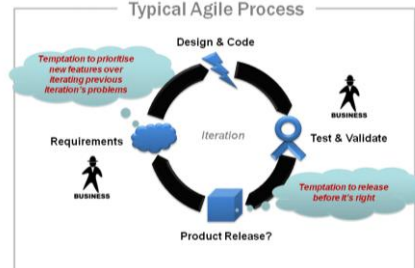 Typical Agile Process
Design & Code
Temptation to prioritise
new features over
iterating previous
iteration's problems
BUSINESS
Requirements
Iteration
Test & Validate
BUSINESS
Temptation to release
before it's right
Product Release?